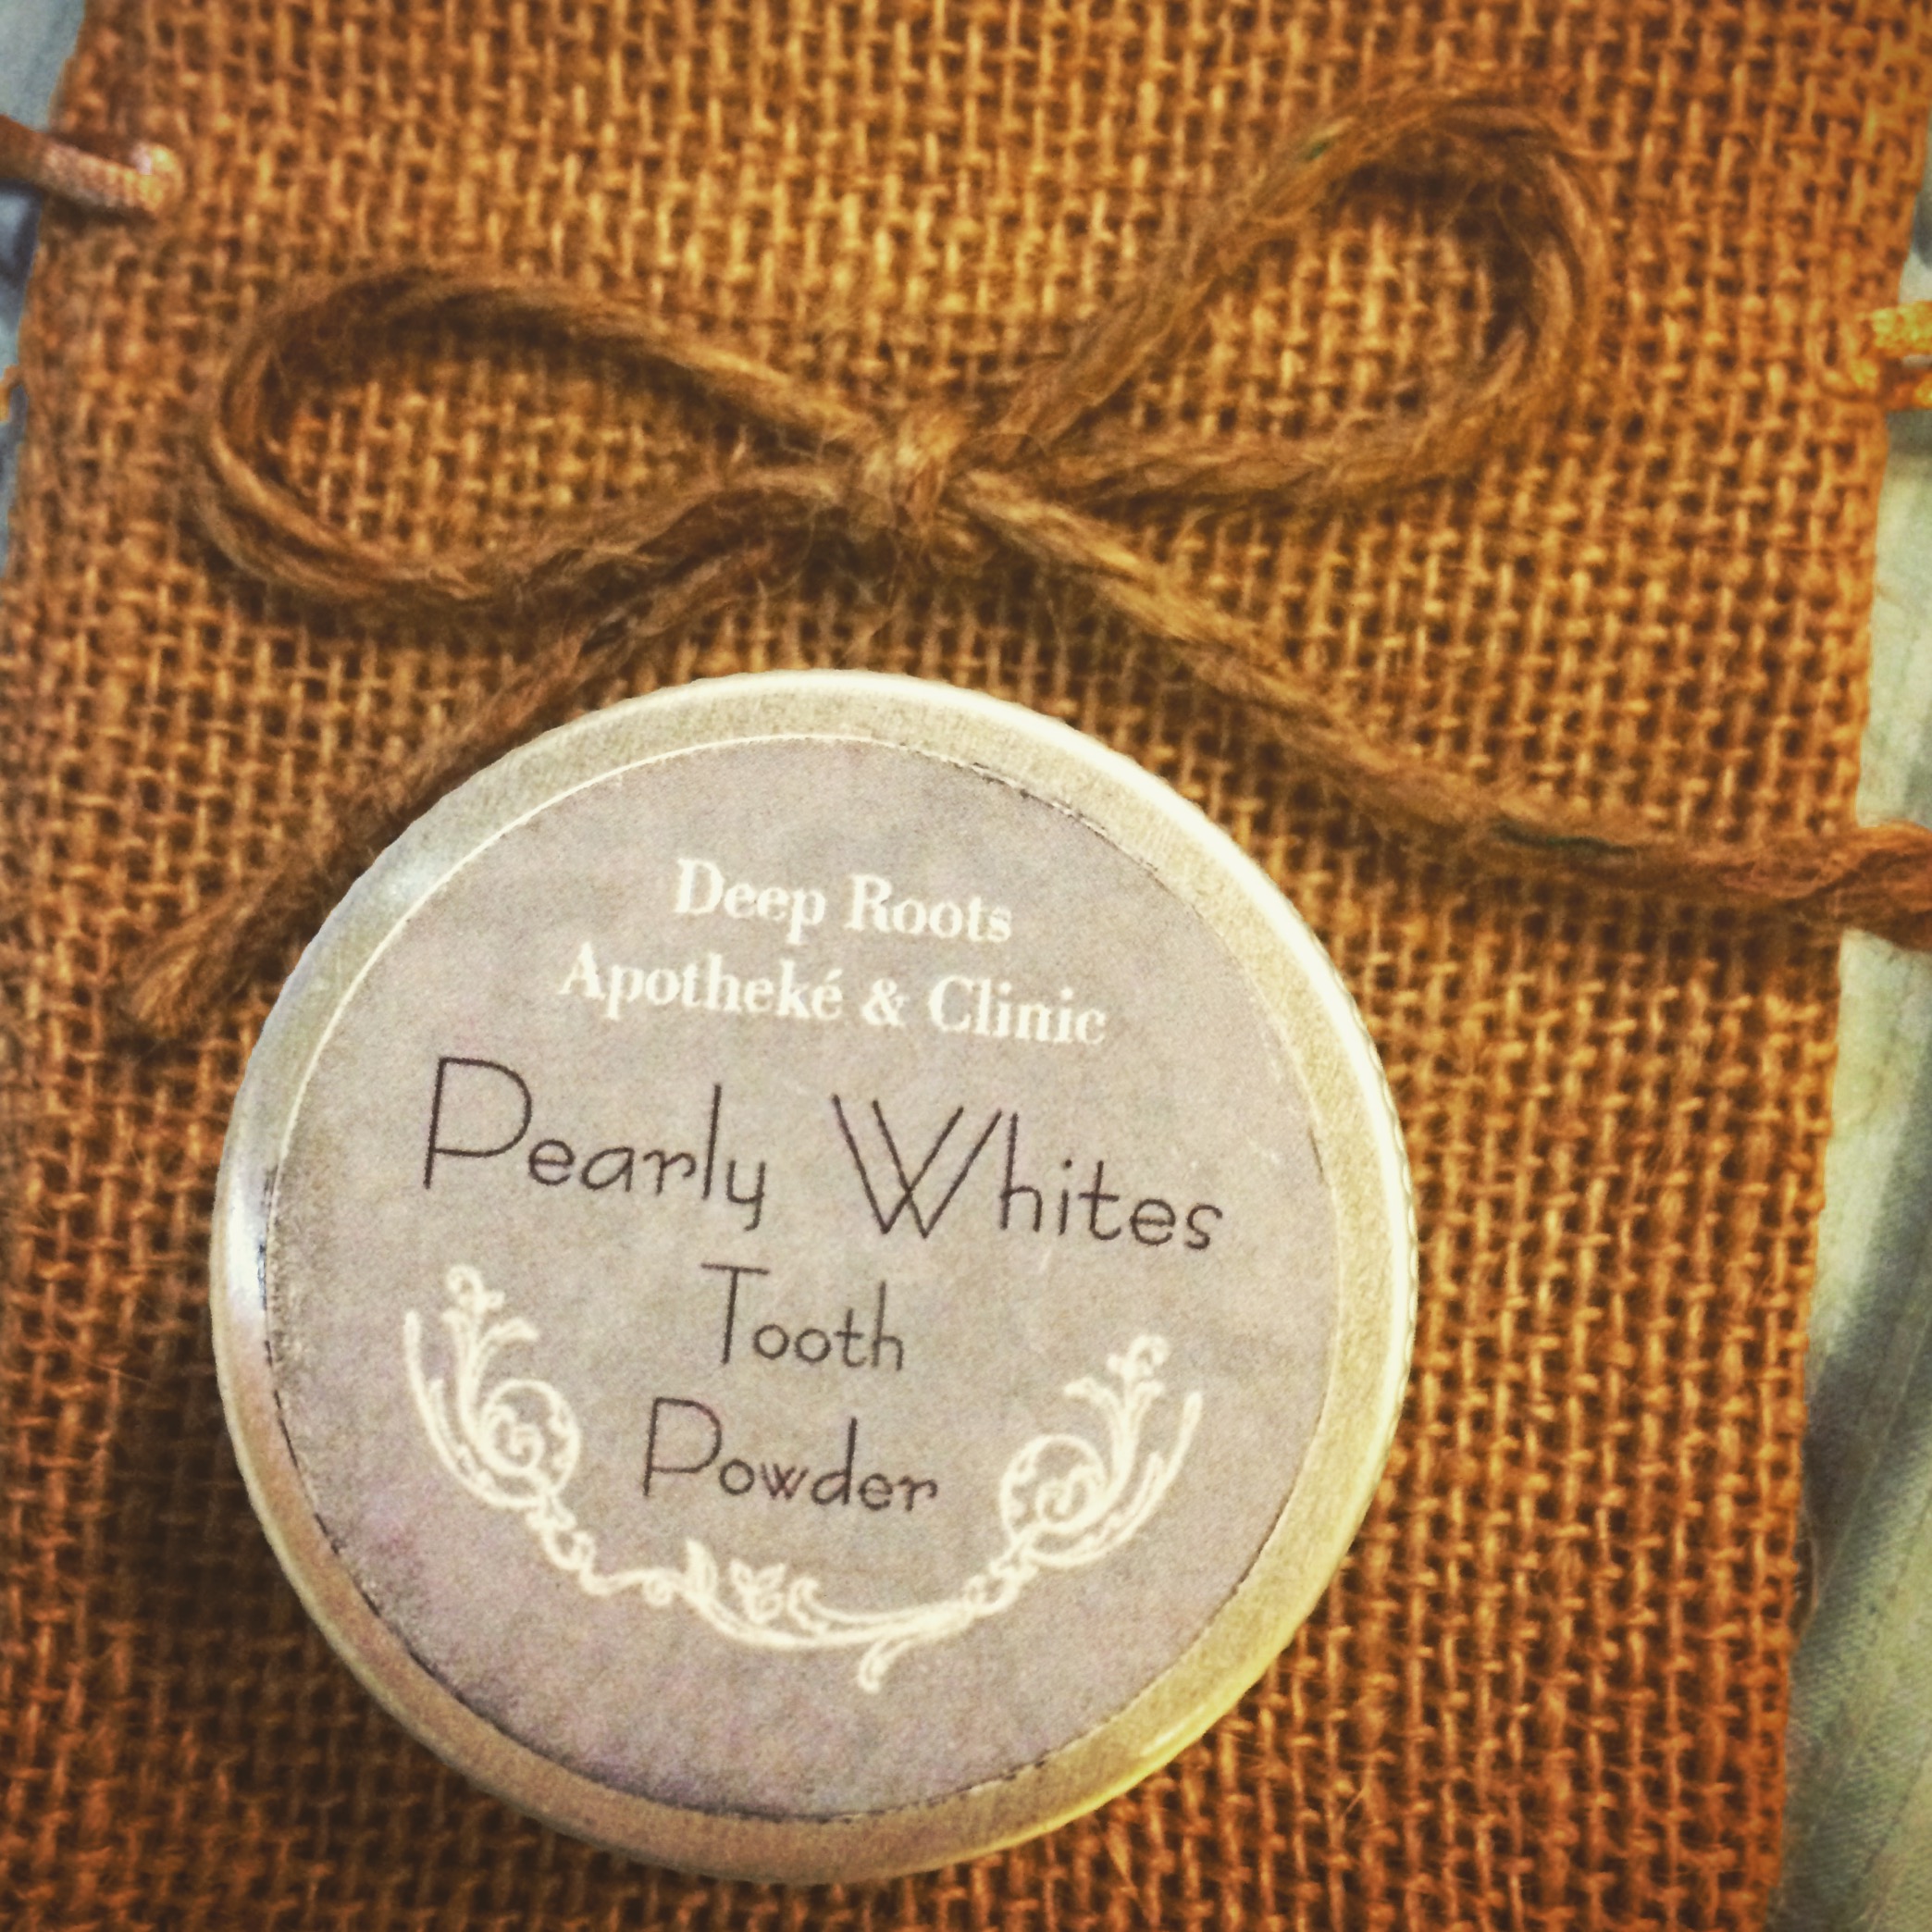 Deep Roots
Apotheké & Clinic
Pearly Whites
Tooth
Powder